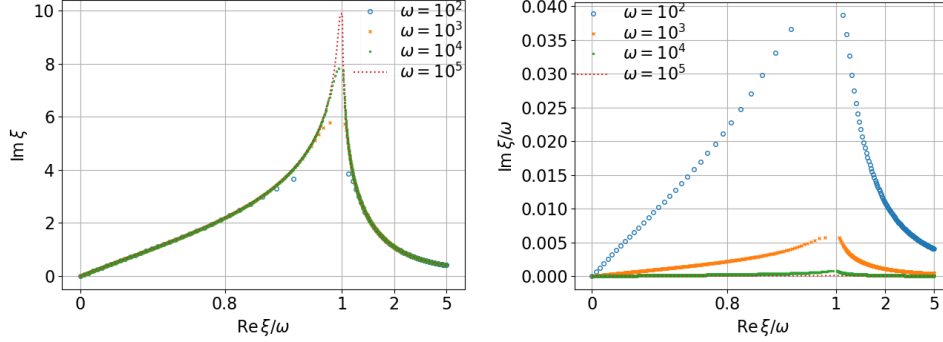 10
8
6
4
2
0
Im ξ
0
0.8
1
2
5
Re ξ/ω
ω = 10²
ω = 10³
ω = 10⁴
ω = 10⁵
0.040
0.035
0.030
0.025
0.020
0.015
0.010
0.005
0.000
Im ξ/ω
0
0.8
1
2
5
Re ξ/ω
ω = 10²
ω = 10³
ω = 10⁴
ω = 10⁵